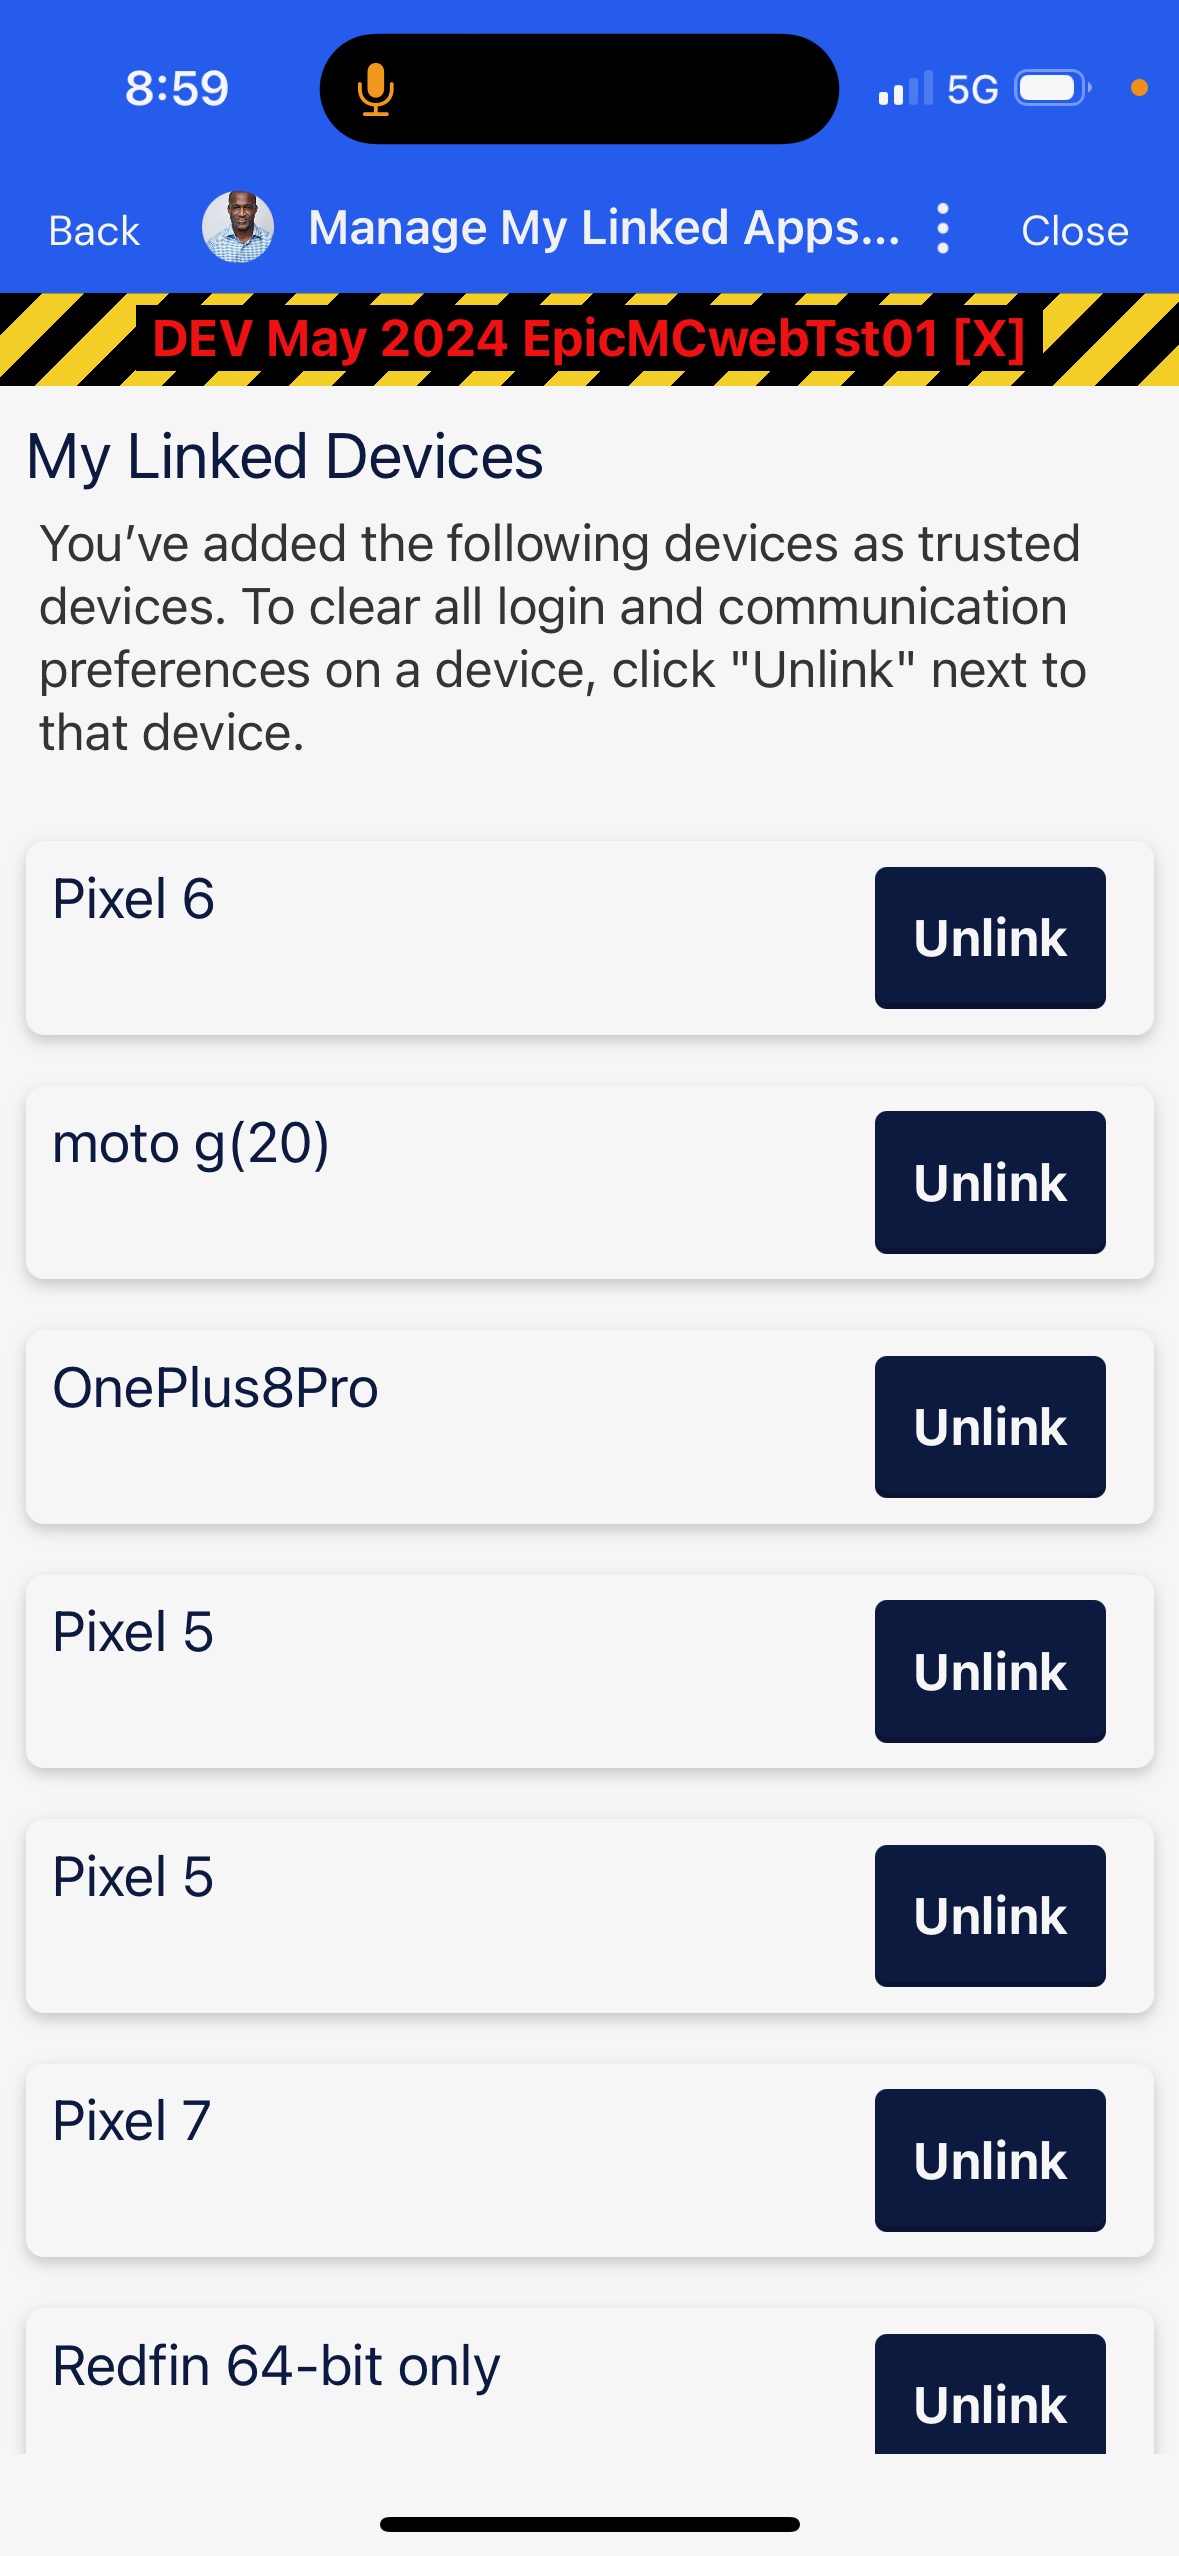 8:59
5G
Back
Manage My Linked Apps...
Close
DEV May 2024 EpicMCwebTst01 [X]
My Linked Devices
You’ve added the following devices as trusted
devices. To clear all login and communication
preferences on a device, click "Unlink" next to
that device.
Pixel 6
Unlink
moto g(20)
Unlink
OnePlus8Pro
Unlink
Pixel 5
Unlink
Pixel 5
Unlink
Pixel 7
Unlink
Redfin 64-bit only
Unlink